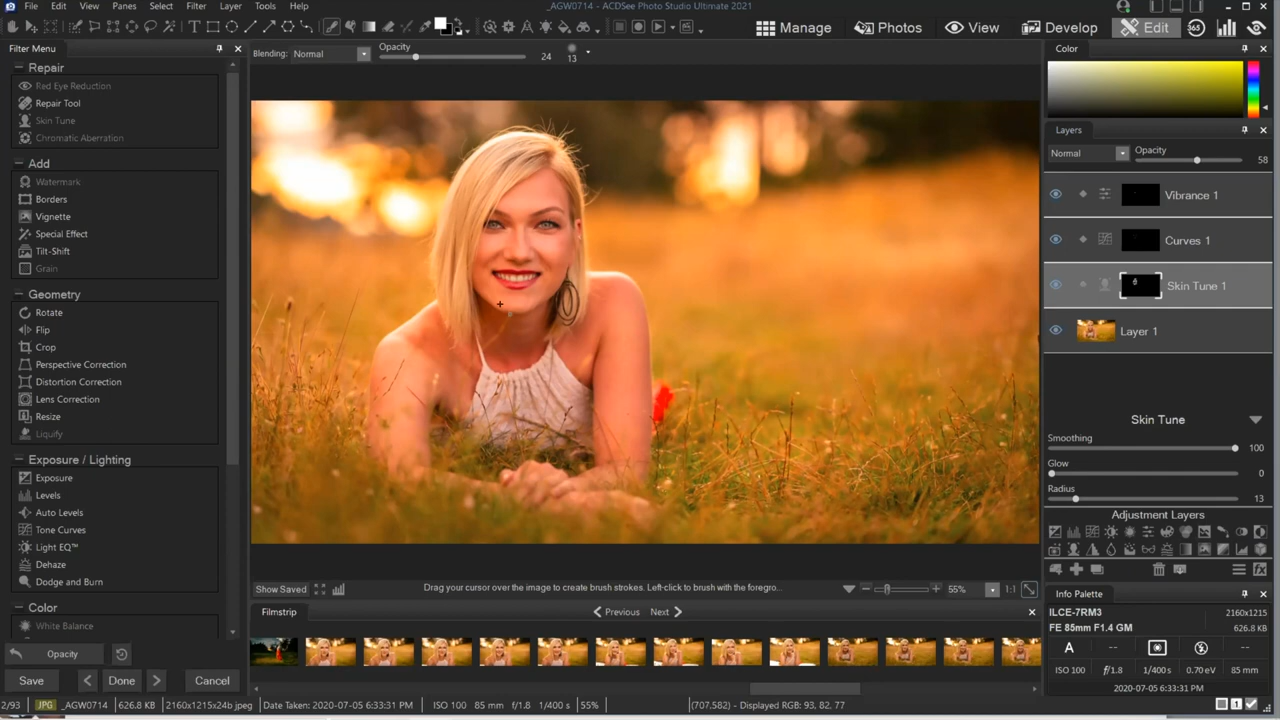 _AGW0714 - ACDSee Photo Studio Ultimate 2021
File Edit View Panes Select Filter Layer Tools Help
Manage Photos View Develop Edit 365
Filter Menu
Repair
Red Eye Reduction
Repair Tool
Skin Tune
Chromatic Aberration
Add
Watermark
Borders
Vignette
Special Effect
Tilt-Shift
Grain
Geometry
Rotate
Flip
Crop
Perspective Correction
Distortion Correction
Lens Correction
Resize
Liquify
Exposure / Lighting
Exposure
Levels
Auto Levels
Tone Curves
Light EQ™
Dehaze
Dodge and Burn
Color
White Balance
Opacity
Save Done Cancel
Blending: Normal Opacity 24 13
Show Saved
Drag your cursor over the image to create brush strokes. Left-click to brush with the foregro...
55% 1:1
Filmstrip Previous Next
Color
Layers
Normal Opacity 58
Vibrance 1
Curves 1
Skin Tune 1
Layer 1
Skin Tune
Smoothing 100
Glow 0
Radius 13
Adjustment Layers
Info Palette
ILCE-7RM3 2160x1215
FE 85mm F1.4 GM 626.8 KB
A -- --
ISO 100 f/1.8 1/400 s 0.70 eV 85 mm
2020-07-05 6:33:31 PM
2/93 JPG _AGW0714 626.8 KB 2160x1215x24b jpeg Date Taken: 2020-07-05 6:33:31 PM ISO 100 85 mm f/1.8 1/400 s 55% (707,582) - Displayed RGB: 93, 82, 77